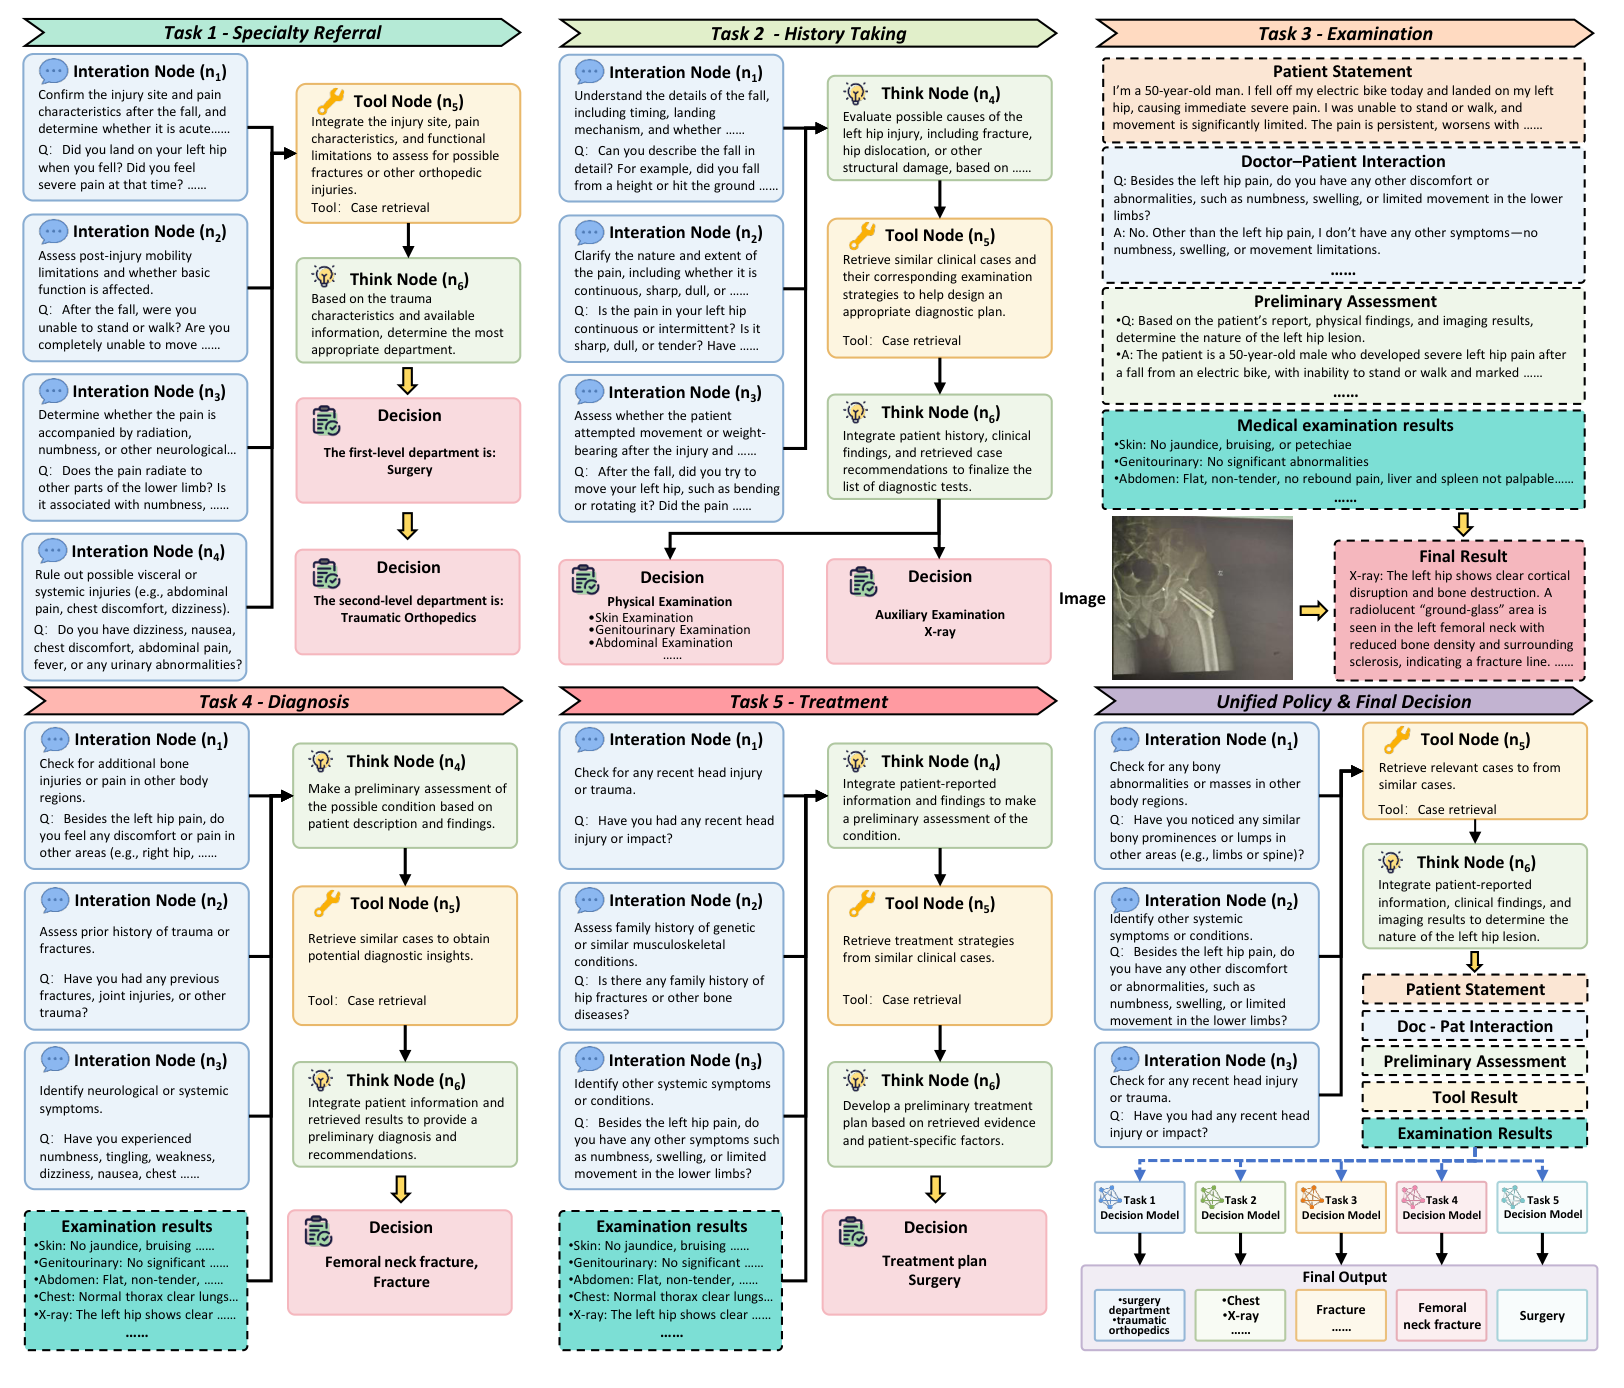 Task 1 - Specialty Referral
Interation Node (n1)
Confirm the injury site and pain
characteristics after the fall, and
determine whether it is acute……
Q: Did you land on your left hip
when you fell? Did you feel
severe pain at that time? ……
Interation Node (n2)
Assess post-injury mobility
limitations and whether basic
function is affected.
Q: After the fall, were you
unable to stand or walk? Are you
completely unable to move ……
Interation Node (n3)
Determine whether the pain is
accompanied by radiation,
numbness, or other neurological…
Q: Does the pain radiate to
other parts of the lower limb? Is
it associated with numbness, ……
Interation Node (n4)
Rule out possible visceral or
systemic injuries (e.g., abdominal
pain, chest discomfort, dizziness).
Q: Do you have dizziness, nausea,
chest discomfort, abdominal pain,
fever, or any urinary abnormalities?
Tool Node (n5)
Integrate the injury site, pain
characteristics, and functional
limitations to assess for possible
fractures or other orthopedic
injuries.
Tool: Case retrieval
Think Node (n6)
Based on the trauma
characteristics and available
information, determine the most
appropriate department.
Decision
The first-level department is:
Surgery
Decision
The second-level department is:
Traumatic Orthopedics
Task 2 - History Taking
Interation Node (n1)
Understand the details of the fall,
including timing, landing
mechanism, and whether ……
Q: Can you describe the fall in
detail? For example, did you fall
from a height or hit the ground ……
Interation Node (n2)
Clarify the nature and extent of
the pain, including whether it is
continuous, sharp, dull, or ……
Q: Is the pain in your left hip
continuous or intermittent? Is it
sharp, dull, or tender? Have ……
Interation Node (n3)
Assess whether the patient
attempted movement or weight-
bearing after the injury and ……
Q: After the fall, did you try to
move your left hip, such as bending
or rotating it? Did the pain ……
Think Node (n4)
Evaluate possible causes of the
left hip injury, including fracture,
hip dislocation, or other
structural damage, based on ……
Tool Node (n5)
Retrieve similar clinical cases and
their corresponding examination
strategies to help design an
appropriate diagnostic plan.
Tool: Case retrieval
Think Node (n6)
Integrate patient history, clinical
findings, and retrieved case
recommendations to finalize the
list of diagnostic tests.
Decision
Physical Examination
•Skin Examination
•Genitourinary Examination
•Abdominal Examination
……
Decision
Auxiliary Examination
X-ray
Task 3 - Examination
Patient Statement
I'm a 50-year-old man. I fell off my electric bike today and landed on my left
hip, causing immediate severe pain. I was unable to stand or walk, and
movement is significantly limited. The pain is persistent, worsens with ……
Doctor–Patient Interaction
Q: Besides the left hip pain, do you have any other discomfort or
abnormalities, such as numbness, swelling, or limited movement in the lower
limbs?
A: No. Other than the left hip pain, I don't have any other symptoms—no
numbness, swelling, or movement limitations.
……
Preliminary Assessment
•Q: Based on the patient's report, physical findings, and imaging results,
determine the nature of the left hip lesion.
•A: The patient is a 50-year-old male who developed severe left hip pain after
a fall from an electric bike, with inability to stand or walk and marked ……
……
Medical examination results
•Skin: No jaundice, bruising, or petechiae
•Genitourinary: No significant abnormalities
•Abdomen: Flat, non-tender, no rebound pain, liver and spleen not palpable……
……
Image
Final Result
X-ray: The left hip shows clear cortical
disruption and bone destruction. A
radiolucent “ground-glass” area is
seen in the left femoral neck with
reduced bone density and surrounding
sclerosis, indicating a fracture line. ……
Task 4 - Diagnosis
Interation Node (n1)
Check for additional bone
injuries or pain in other body
regions.
Q: Besides the left hip pain, do
you feel any discomfort or pain in
other areas (e.g., right hip, ……
Interation Node (n2)
Assess prior history of trauma or
fractures.
Q: Have you had any previous
fractures, joint injuries, or other
trauma?
Interation Node (n3)
Identify neurological or systemic
symptoms.
Q: Have you experienced
numbness, tingling, weakness,
dizziness, nausea, chest ……
Examination results
•Skin: No jaundice, bruising ……
•Genitourinary: No significant ……
•Abdomen: Flat, non-tender, ……
•Chest: Normal thorax clear lungs…
•X-ray: The left hip shows clear ……
……
Think Node (n4)
Make a preliminary assessment of
the possible condition based on
patient description and findings.
Tool Node (n5)
Retrieve similar cases to obtain
potential diagnostic insights.
Tool: Case retrieval
Think Node (n6)
Integrate patient information and
retrieved results to provide a
preliminary diagnosis and
recommendations.
Decision
Femoral neck fracture,
Fracture
Task 5 - Treatment
Interation Node (n1)
Check for any recent head injury
or trauma.
Q: Have you had any recent head
injury or impact?
Interation Node (n2)
Assess family history of genetic
or similar musculoskeletal
conditions.
Q: Is there any family history of
hip fractures or other bone
diseases?
Interation Node (n3)
Identify other systemic symptoms
or conditions.
Q: Besides the left hip pain, do
you have any other symptoms such
as numbness, swelling, or limited
movement in the lower limbs?
Examination results
•Skin: No jaundice, bruising ……
•Genitourinary: No significant ……
•Abdomen: Flat, non-tender, ……
•Chest: Normal thorax clear lungs…
•X-ray: The left hip shows clear ……
……
Think Node (n4)
Integrate patient-reported
information and findings to make
a preliminary assessment of the
condition.
Tool Node (n5)
Retrieve treatment strategies
from similar clinical cases.
Tool: Case retrieval
Think Node (n6)
Develop a preliminary treatment
plan based on retrieved evidence
and patient-specific factors.
Decision
Treatment plan
Surgery
Unified Policy & Final Decision
Interation Node (n1)
Check for any bony
abnormalities or masses in other
body regions.
Q: Have you noticed any similar
bony prominences or lumps in
other areas (e.g., limbs or spine)?
Interation Node (n2)
Identify other systemic
symptoms or conditions.
Q: Besides the left hip pain, do
you have any other discomfort
or abnormalities, such as
numbness, swelling, or limited
movement in the lower limbs?
Interation Node (n3)
Check for any recent head injury
or trauma.
Q: Have you had any recent head
injury or impact?
Tool Node (n5)
Retrieve relevant cases to from
similar cases.
Tool: Case retrieval
Think Node (n6)
Integrate patient-reported
information, clinical findings, and
imaging results to determine the
nature of the left hip lesion.
Patient Statement
Doc - Pat Interaction
Preliminary Assessment
Tool Result
Examination Results
Task 1
Decision Model
Task 2
Decision Model
Task 3
Decision Model
Task 4
Decision Model
Task 5
Decision Model
Final Output
•surgery
department
•traumatic
orthopedics
•Chest
•X-ray
……
Fracture
……
Femoral
neck fracture
Surgery